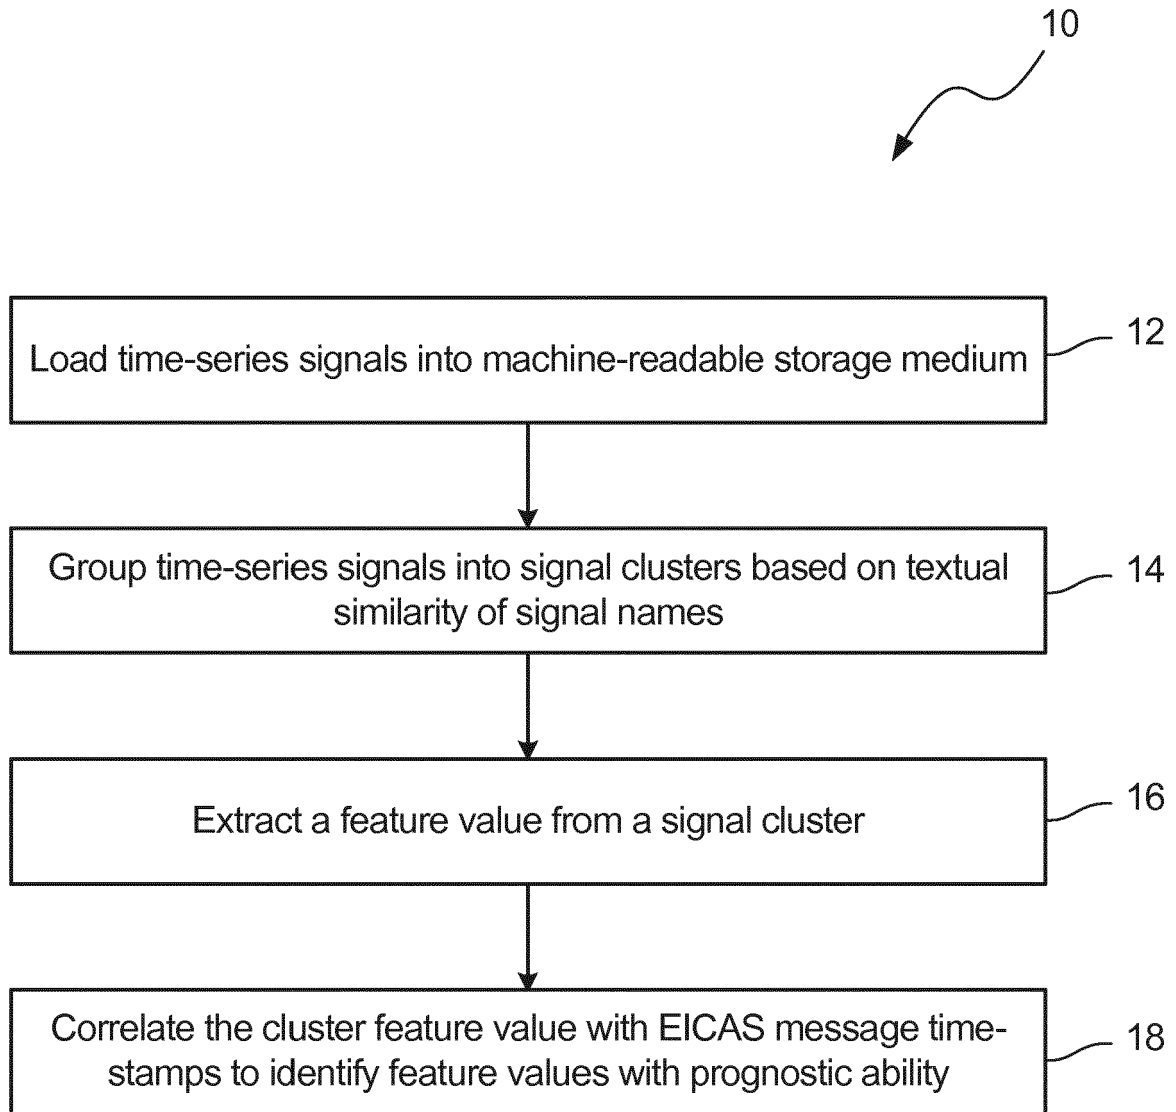 10
Load time-series signals into machine-readable storage medium
12
Group time-series signals into signal clusters based on textual
similarity of signal names
14
Extract a feature value from a signal cluster
16
Correlate the cluster feature value with EICAS message time-
stamps to identify feature values with prognostic ability
18